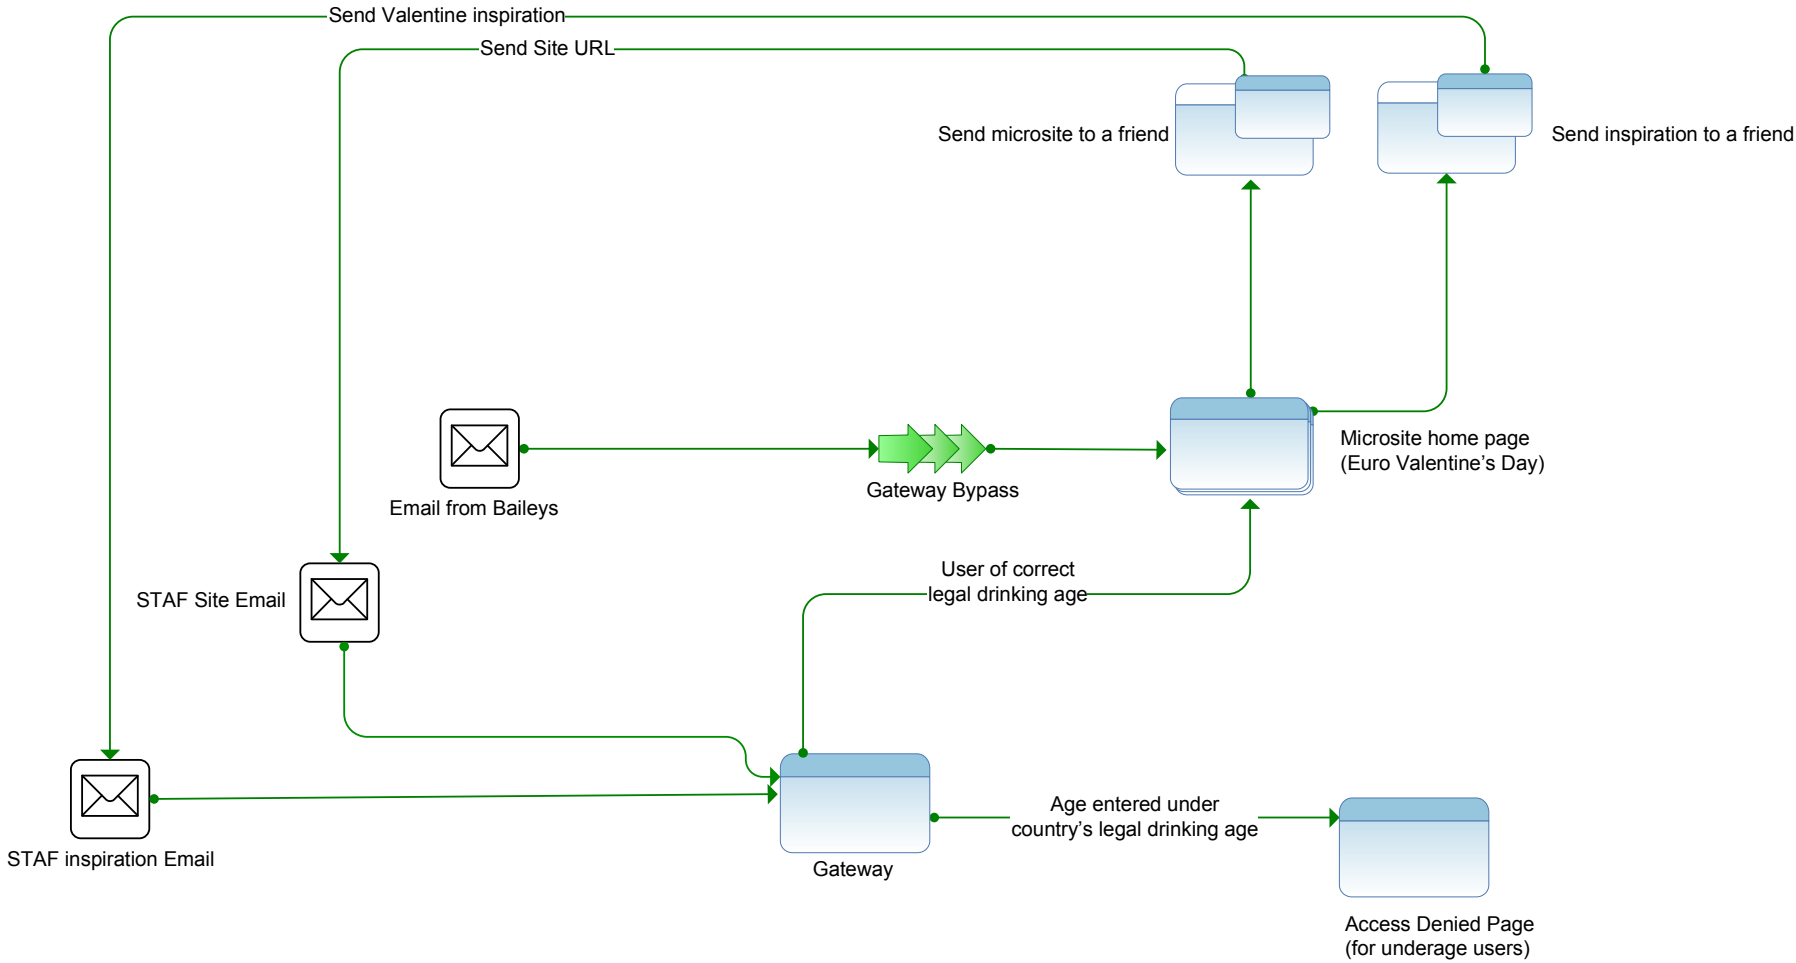 Send Valentine inspiration
Send Site URL
Send microsite to a friend
Send inspiration to a friend
Microsite home page
(Euro Valentine’s Day)
Gateway Bypass
Email from Baileys
User of correct
legal drinking age
STAF Site Email
Age entered under
country’s legal drinking age
STAF inspiration Email
Gateway
Access Denied Page
(for underage users)